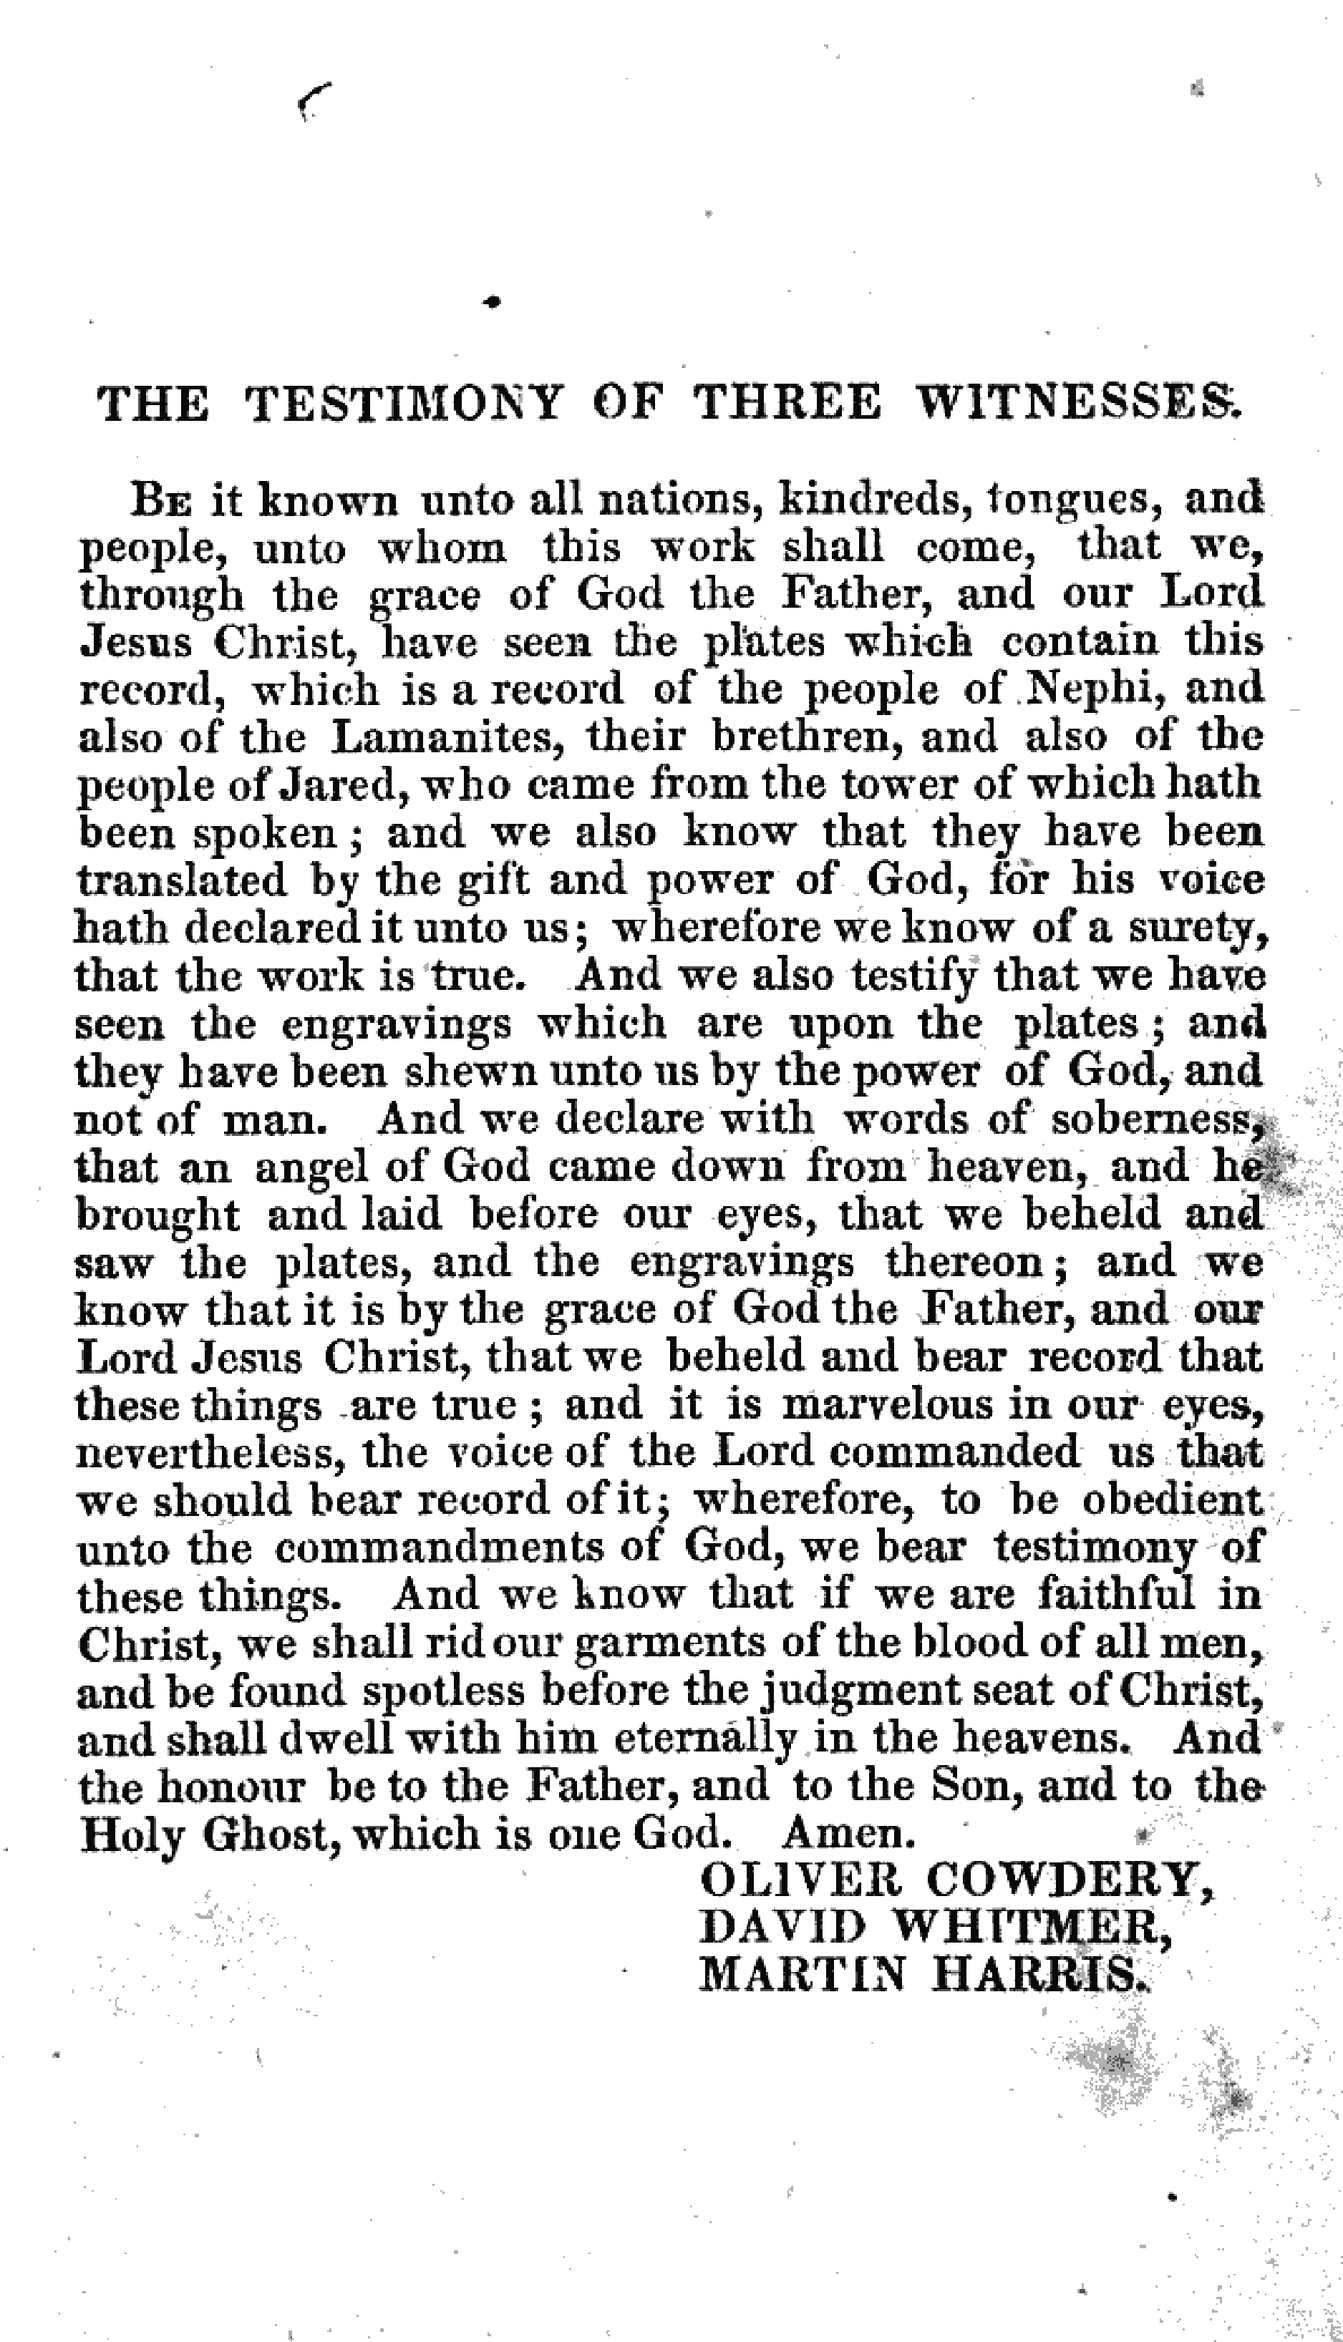 THE TESTIMONY OF THREE WITNESSES.
BE it known unto all nations, kindreds, tongues, and
people, unto whom this work shall come, that we,
through the grace of God the Father, and our Lord
Jesus Christ, have seen the plates which contain this
record, which is a record of the people of Nephi, and
also of the Lamanites, their brethren, and also of the
people of Jared, who came from the tower of which hath
been spoken; and we also know that they have been
translated by the gift and power of God, for his voice
hath declared it unto us; wherefore we know of a surety,
that the work is true. And we also testify that we have
seen the engravings which are upon the plates; and
they have been shewn unto us by the power of God, and
not of man. And we declare with words of soberness,
that an angel of God came down from heaven, and he
brought and laid before our eyes, that we beheld and
saw the plates, and the engravings thereon; and we
know that it is by the grace of God the Father, and our
Lord Jesus Christ, that we beheld and bear record that
these things are true; and it is marvelous in our eyes,
nevertheless, the voice of the Lord commanded us that
we should bear record of it; wherefore, to be obedient
unto the commandments of God, we bear testimony of
these things. And we know that if we are faithful in
Christ, we shall rid our garments of the blood of all men,
and be found spotless before the judgment seat of Christ,
and shall dwell with him eternally in the heavens. And
the honour be to the Father, and to the Son, and to the
Holy Ghost, which is one God. Amen.
OLIVER COWDERY,
DAVID WHITMER,
MARTIN HARRIS.